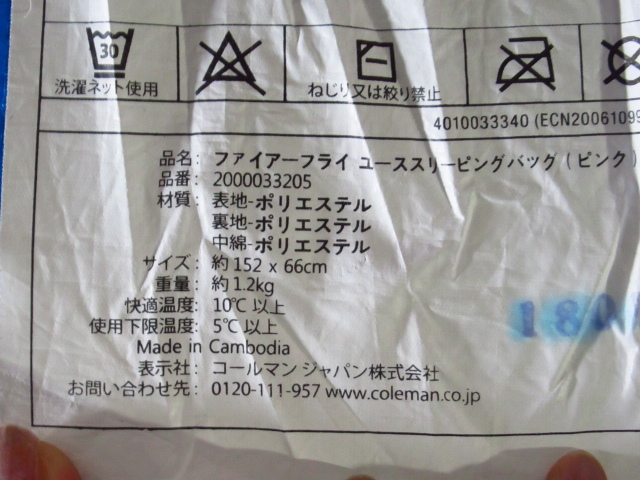 30
洗濯ネット使用
ねじり又は絞り禁止
4010033340 (ECN2006109
品名: ファイアーフライ ユーススリーピングバッグ (ピンク)
品番: 2000033205
材質: 表地-ポリエステル
裏地-ポリエステル
中綿-ポリエステル
サイズ: 約 152 x 66cm
重量: 約 1.2kg
快適温度: 10℃ 以上
使用下限温度: 5℃ 以上
Made in Cambodia
表示社: コールマン ジャパン株式会社
お問い合わせ先: 0120-111-957 www.coleman.co.jp
180